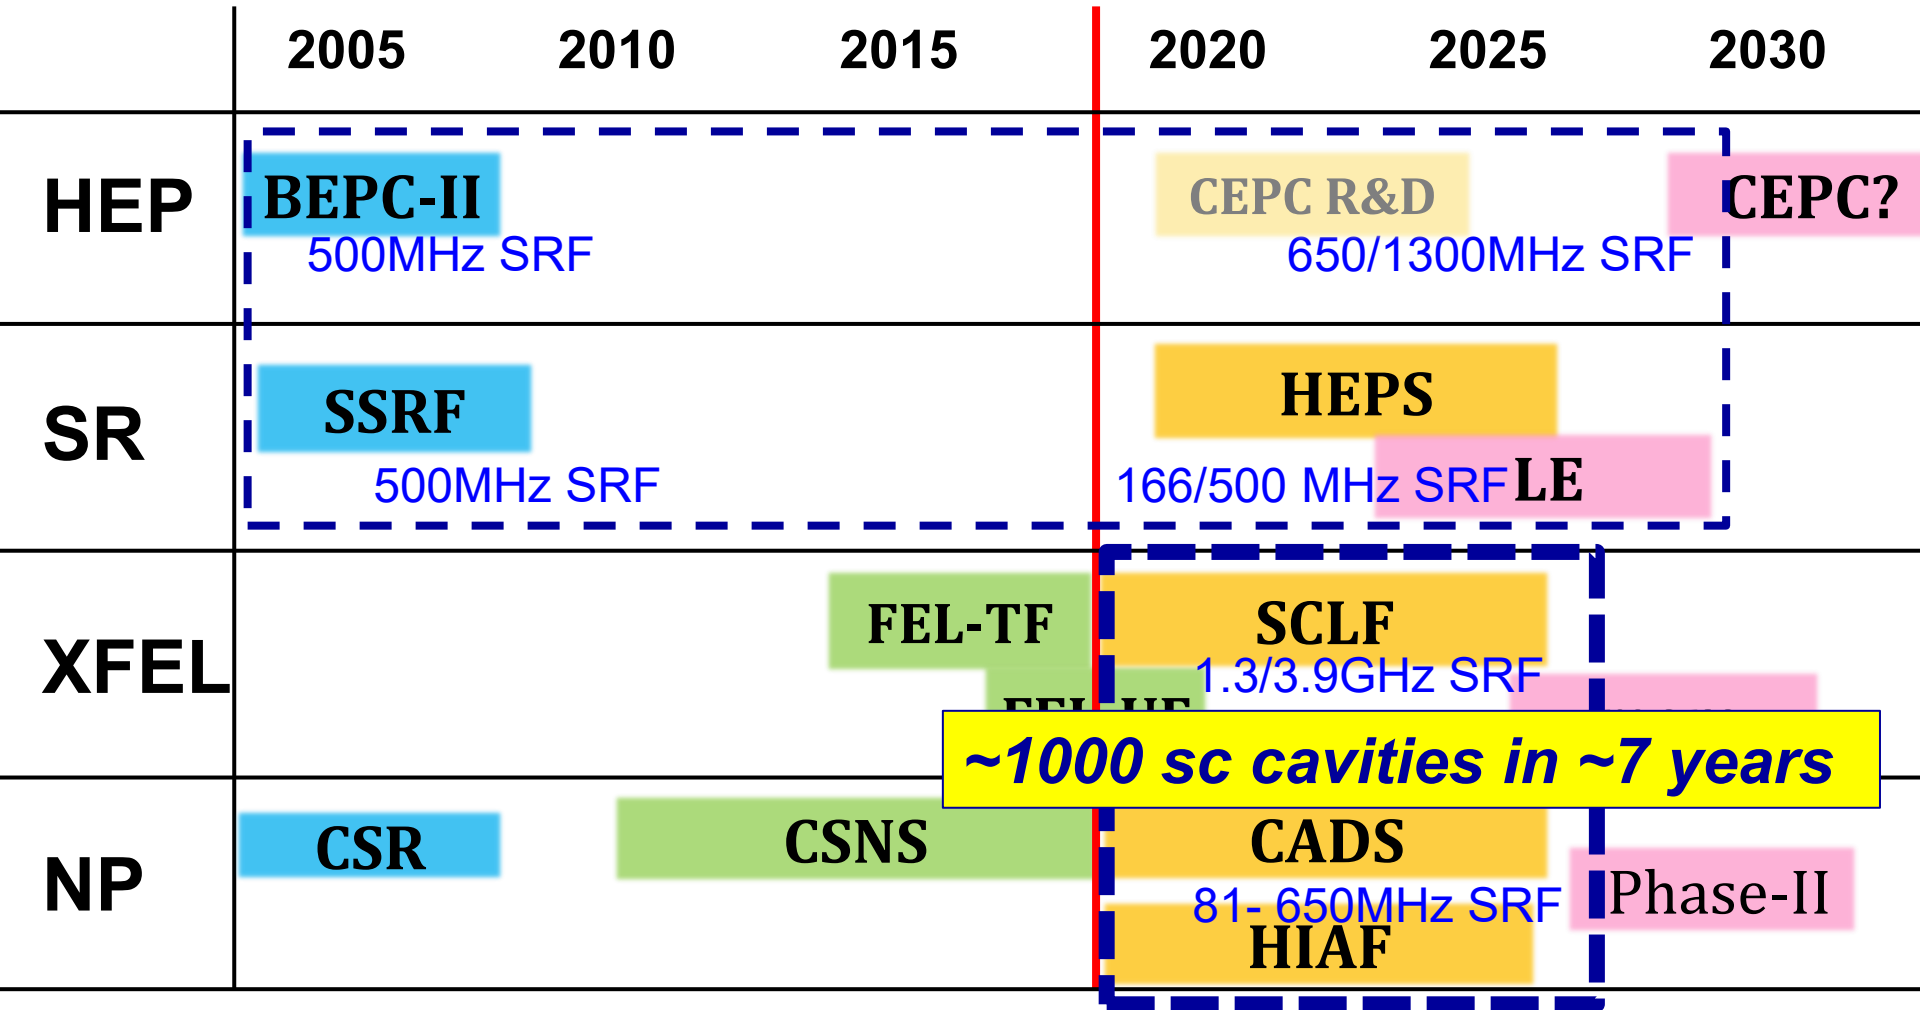 2005 2010 2015 2020 2025 2030
HEP
BEPC-II
500MHz SRF
CEPC R&D
650/1300MHz SRF
CEPC?
SR
SSRF
500MHz SRF
HEPS
166/500 MHz SRF
LE
XFEL
FEL-TF
SCLF
1.3/3.9GHz SRF
~1000 sc cavities in ~7 years
NP
CSR
CSNS
CADS
81- 650MHz SRF
HIAF
Phase-II